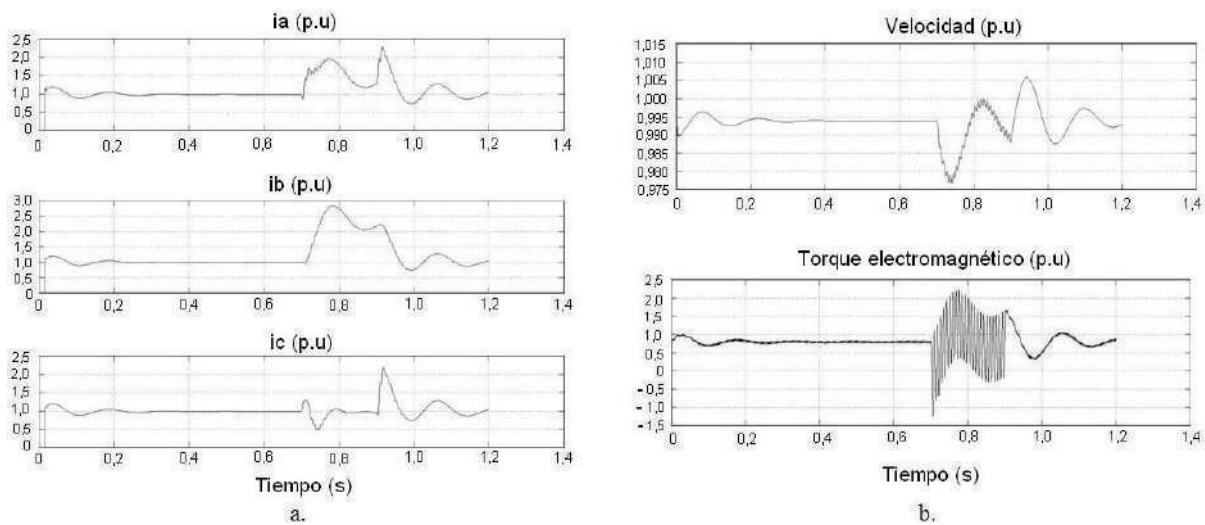 ia (p.u)
2,5
2,0
1,5
1,0
0,5
0
0 0,2 0,4 0,6 0,8 1,0 1,2 1,4
ib (p.u)
3,0
2,5
2,0
1,5
1,0
0,5
0
0 0,2 0,4 0,6 0,8 1,0 1,2 1,4
ic (p.u)
2,5
2,0
1,5
1,0
0,5
0
0 0,2 0,4 0,6 0,8 1,0 1,2 1,4
Tiempo (s)
a.
Velocidad (p.u)
1,015
1,010
1,005
1,000
0,995
0,990
0,985
0,980
0,975
0 0,2 0,4 0,6 0,8 1,0 1,2 1,4
Torque electromagnético (p.u)
2,5
2,0
1,5
1,0
0,5
0
- 0,5
- 1,0
-1,5
0 0,2 0,4 0,6 0,8 1,0 1,2 1,4
Tiempo (s)
b.